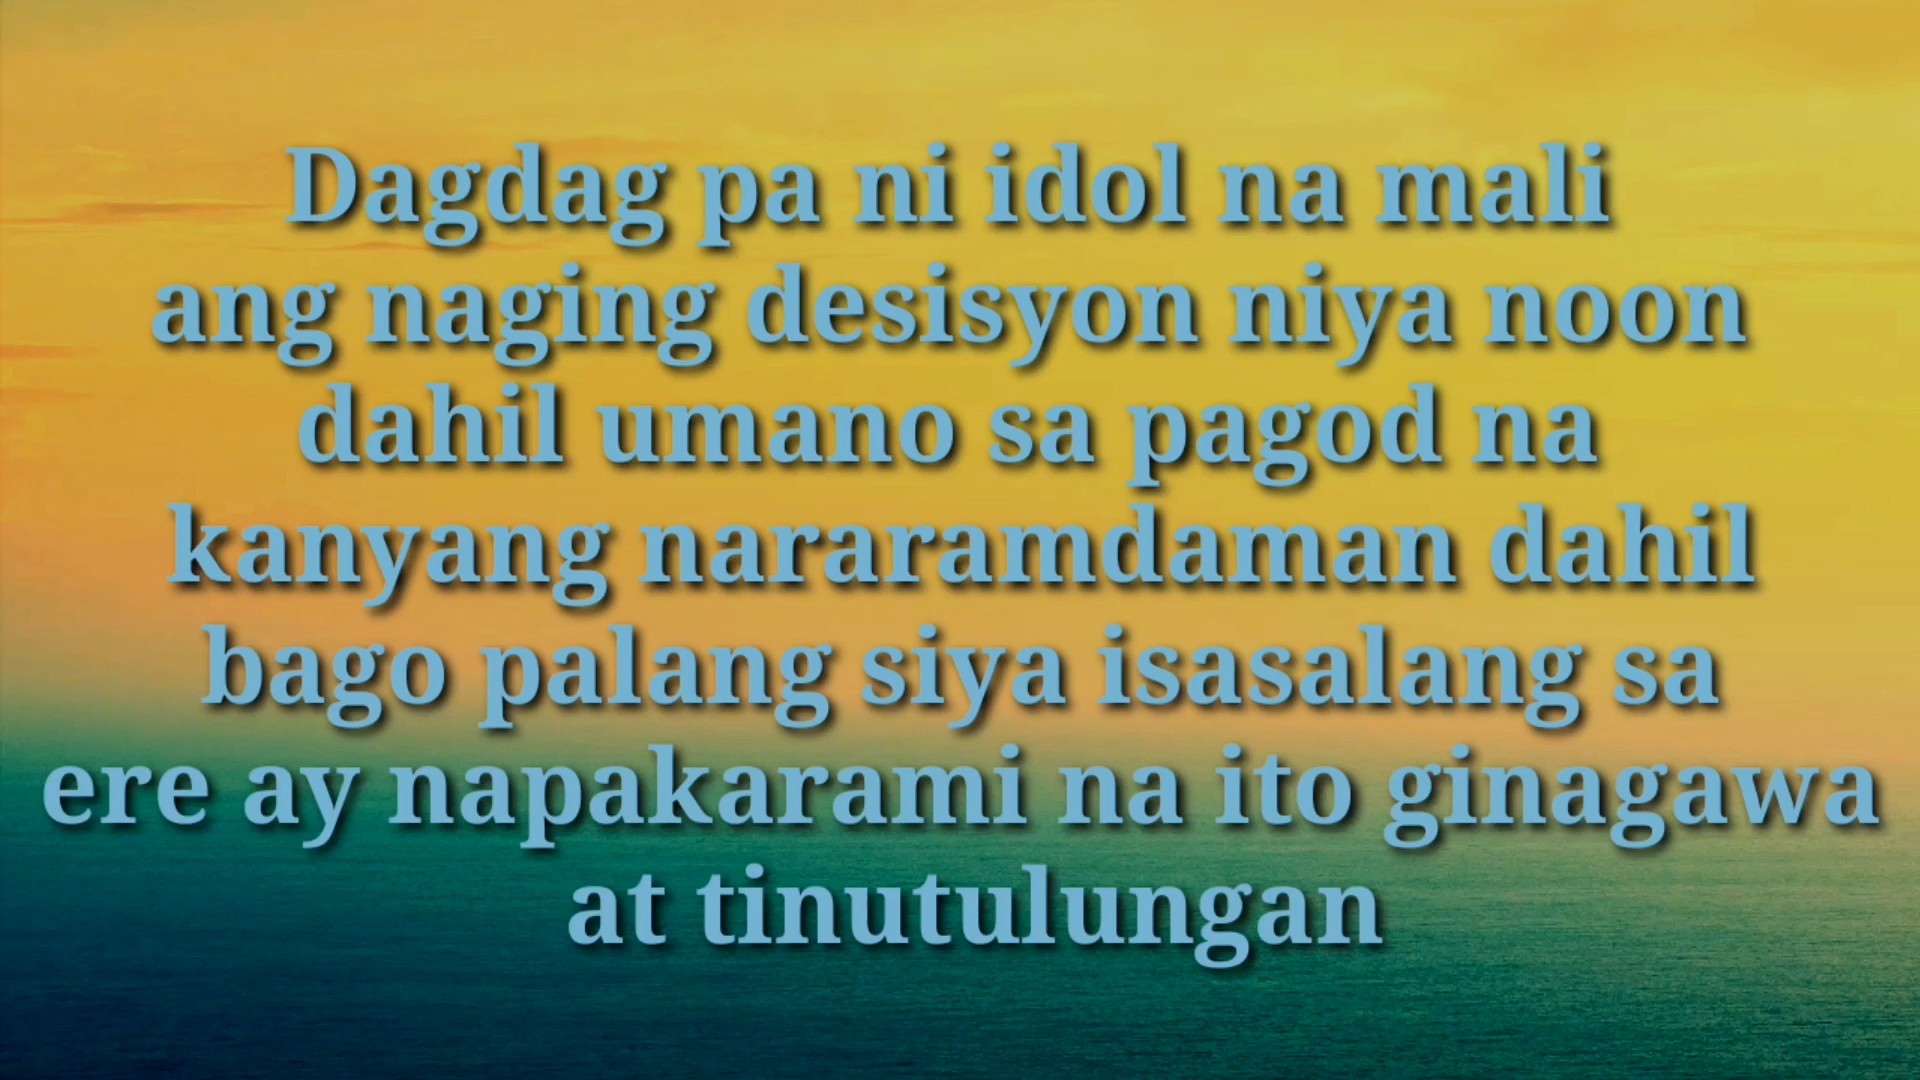 Dagdag pa ni idol na mali
ang naging desisyon niya noon
dahil umano sa pagod na
kanyang nararamdaman dahil
bago palang siya isasalang sa
ere ay napakarami na ito ginagawa
at tinutulungan